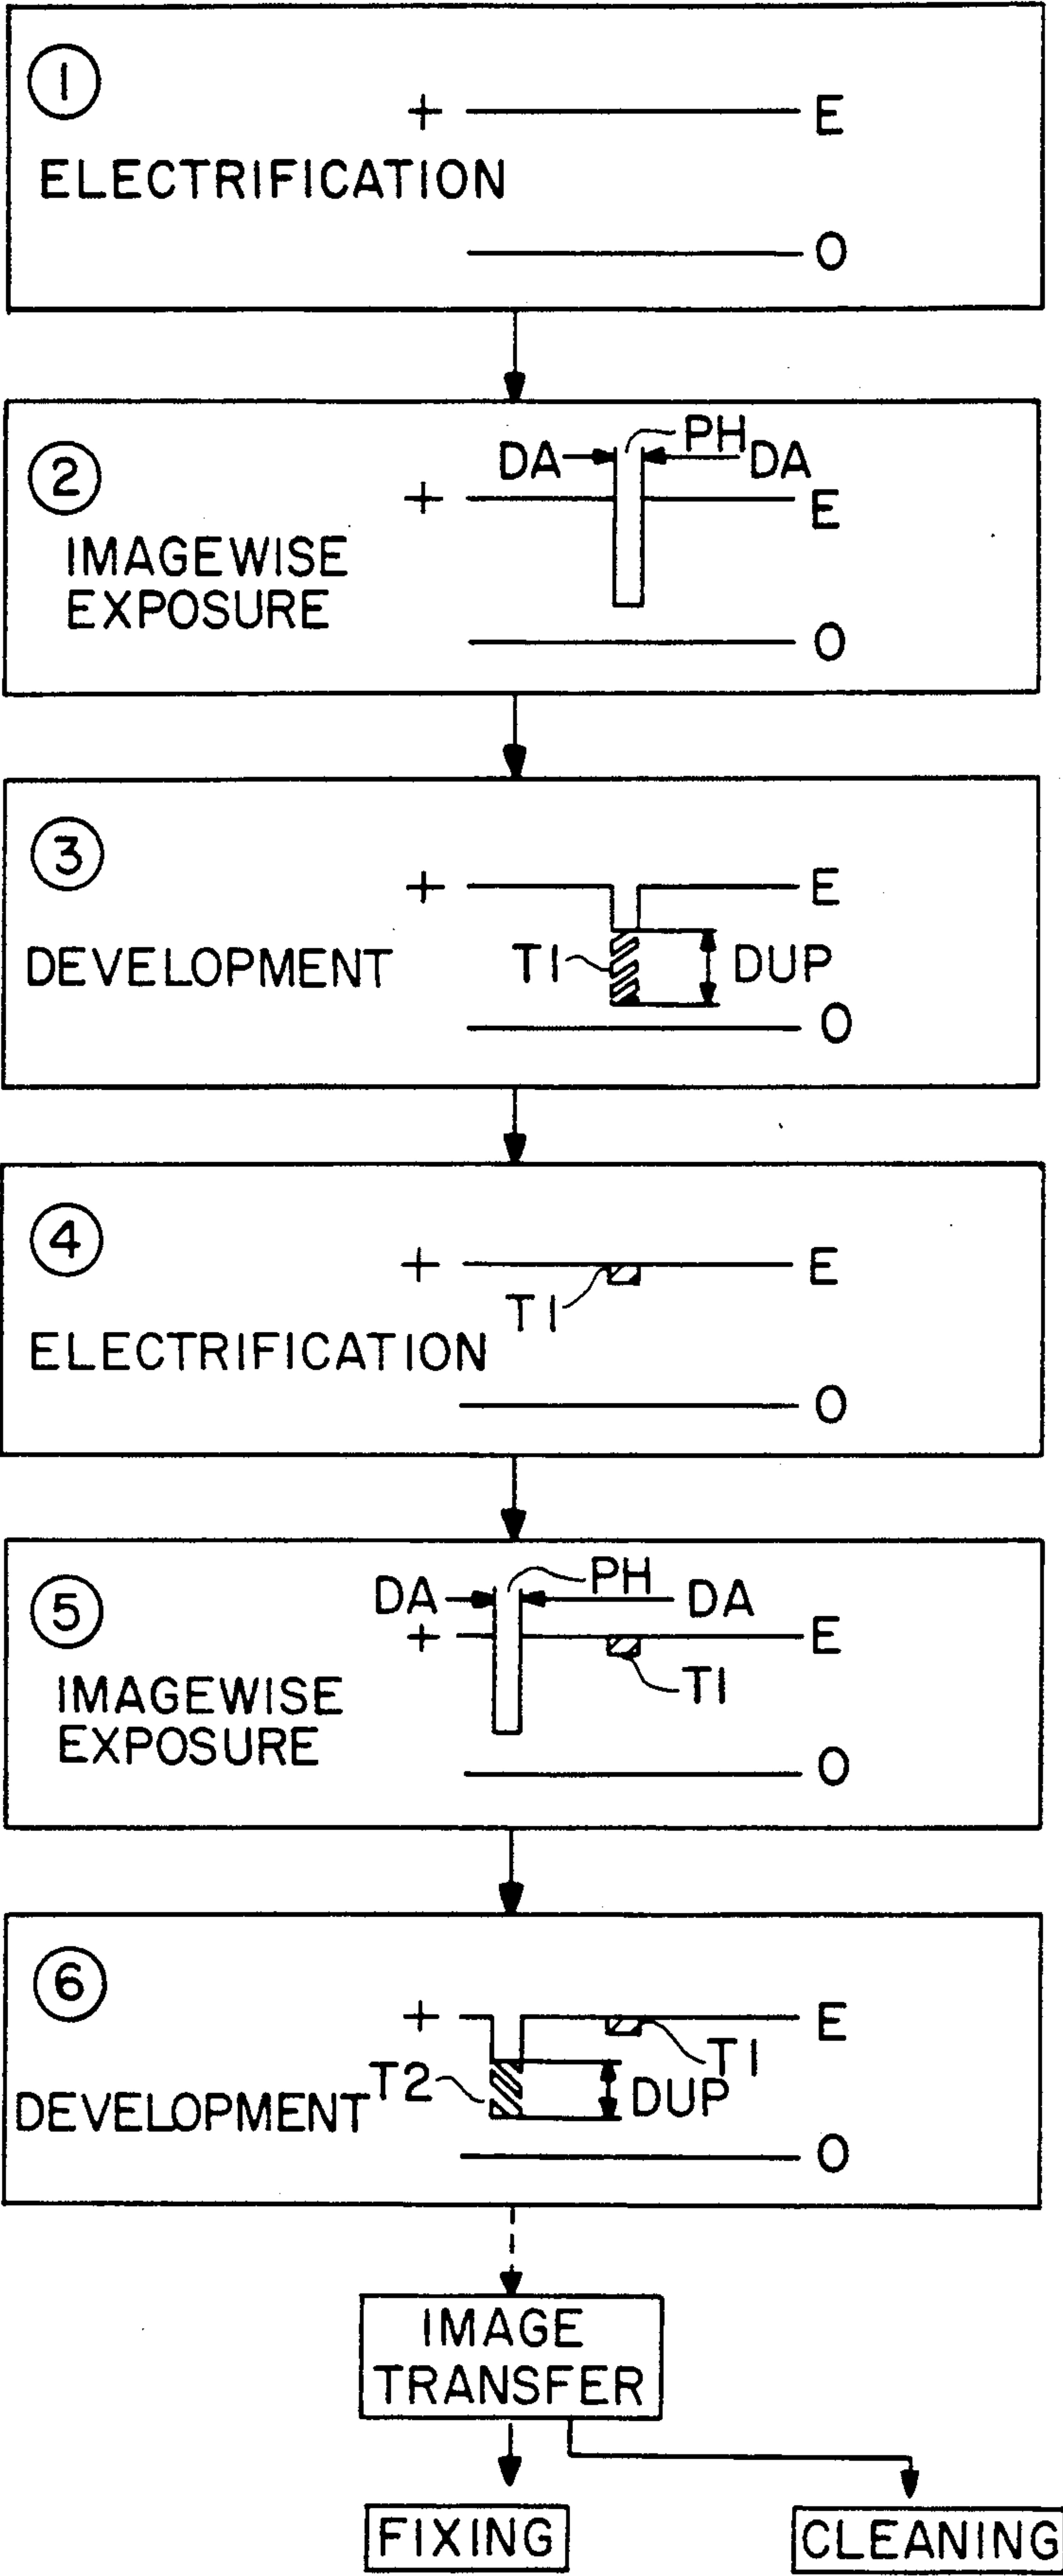 1
+ E
ELECTRIFICATION
O
2
PH
DA DA
+ E
IMAGEWISE
EXPOSURE
O
3
+ E
DEVELOPMENT T1 DUP
O
4
+ E
T1
ELECTRIFICATION
O
5
PH
DA DA
+ E
T1
IMAGEWISE
EXPOSURE
O
6
+ E
T1
T2 DUP
DEVELOPMENT
O
IMAGE
TRANSFER
FIXING CLEANING